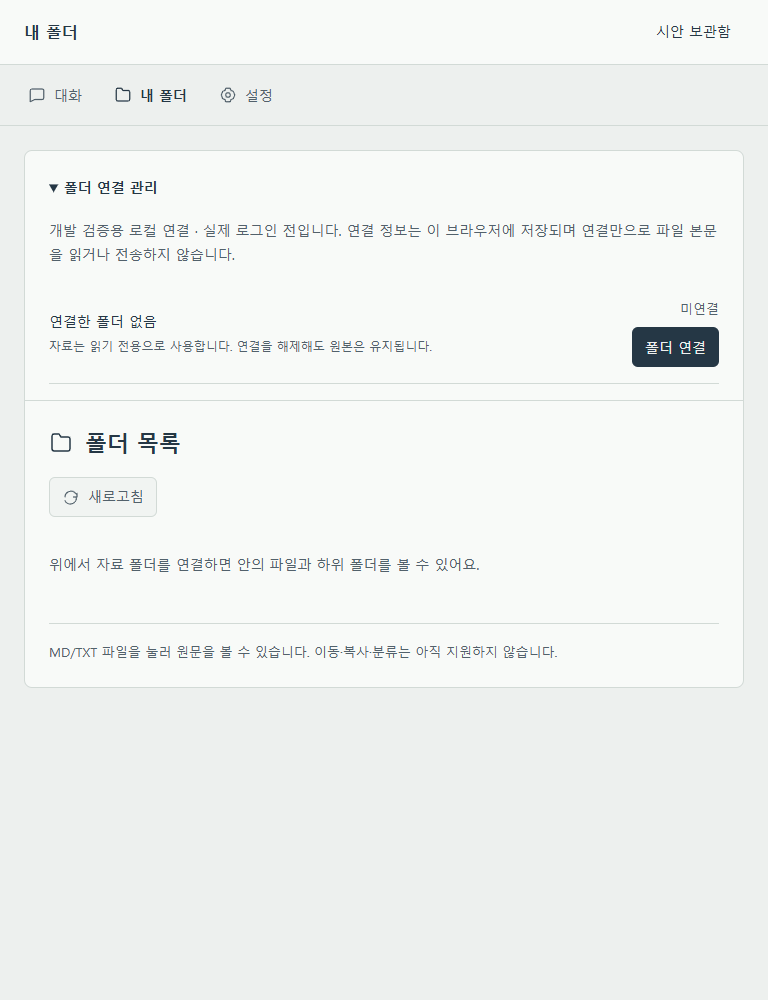 내 폴더
시안 보관함
대화
내 폴더
설정
▼ 폴더 연결 관리
개발 검증용 로컬 연결 · 실제 로그인 전입니다. 연결 정보는 이 브라우저에 저장되며 연결만으로 파일 본문
을 읽거나 전송하지 않습니다.
미연결
연결한 폴더 없음
자료는 읽기 전용으로 사용합니다. 연결을 해제해도 원본은 유지됩니다.
폴더 연결
폴더 목록
새로고침
위에서 자료 폴더를 연결하면 안의 파일과 하위 폴더를 볼 수 있어요.
MD/TXT 파일을 눌러 원문을 볼 수 있습니다. 이동·복사·분류는 아직 지원하지 않습니다.